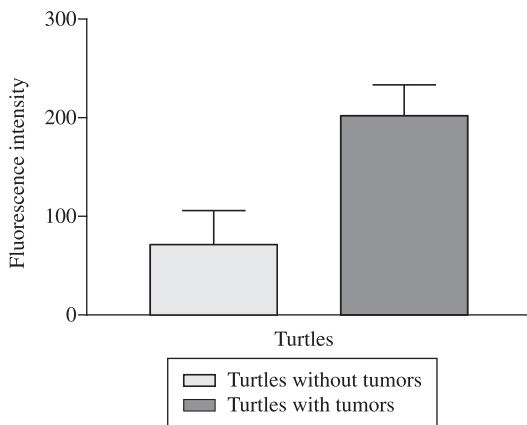 Fluorescence intensity
300
200
100
0
Turtles
Turtles without tumors
Turtles with tumors